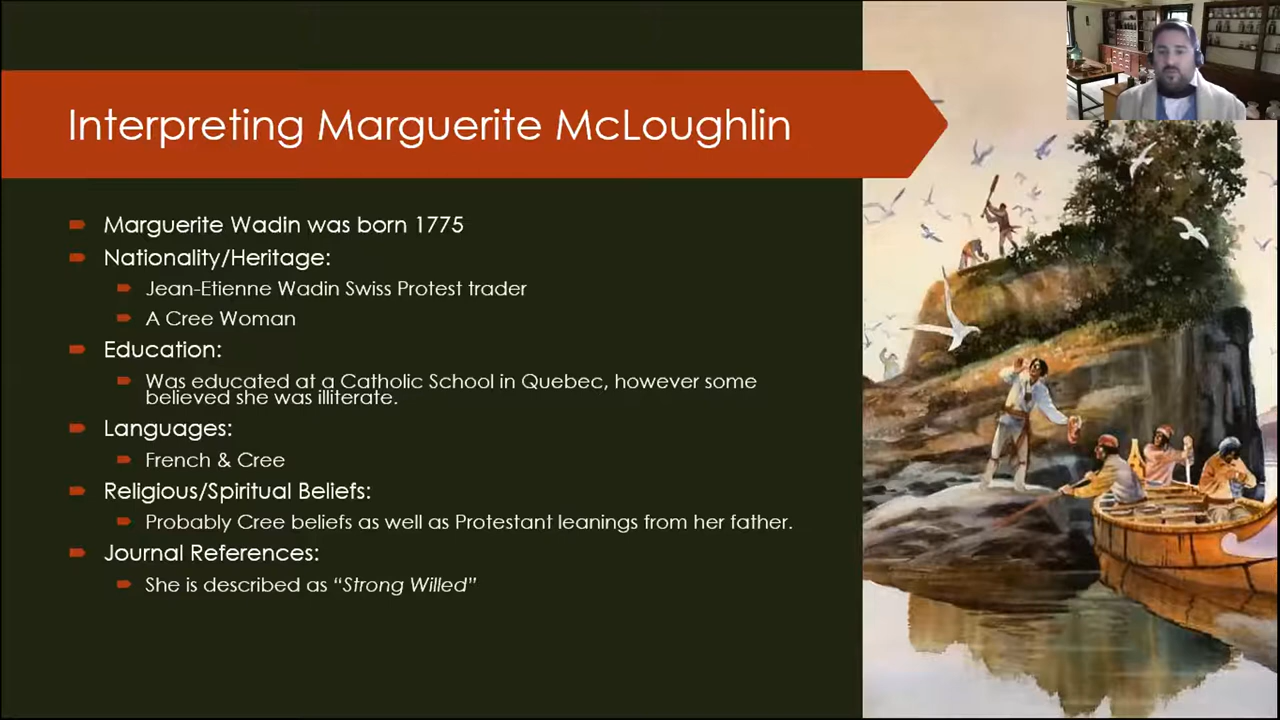 Interpreting Marguerite McLoughlin
Marguerite Wadin was born 1775
Nationality/Heritage:
Jean-Etienne Wadin Swiss Protest trader
A Cree Woman
Education:
Was educated at a Catholic School in Quebec, however some
believed she was illiterate.
Languages:
French & Cree
Religious/Spiritual Beliefs:
Probably Cree beliefs as well as Protestant leanings from her father.
Journal References:
She is described as “Strong Willed”